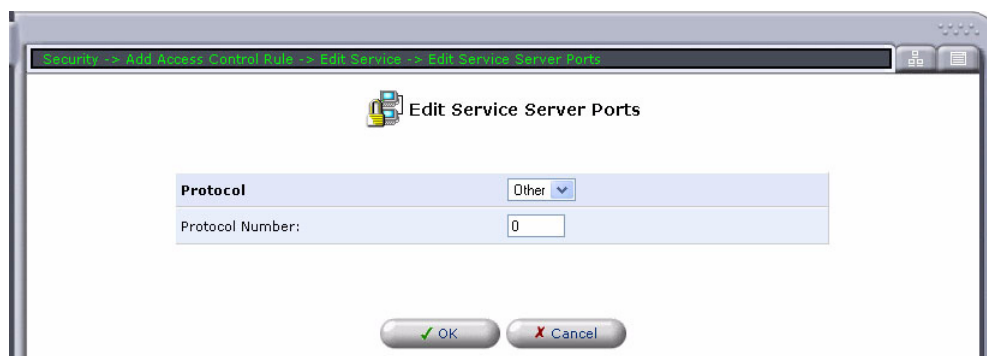 Security -> Add Access Control Rule -> Edit Service -> Edit Service Server Ports
Edit Service Server Ports
Protocol Other
Protocol Number: 0
OK Cancel